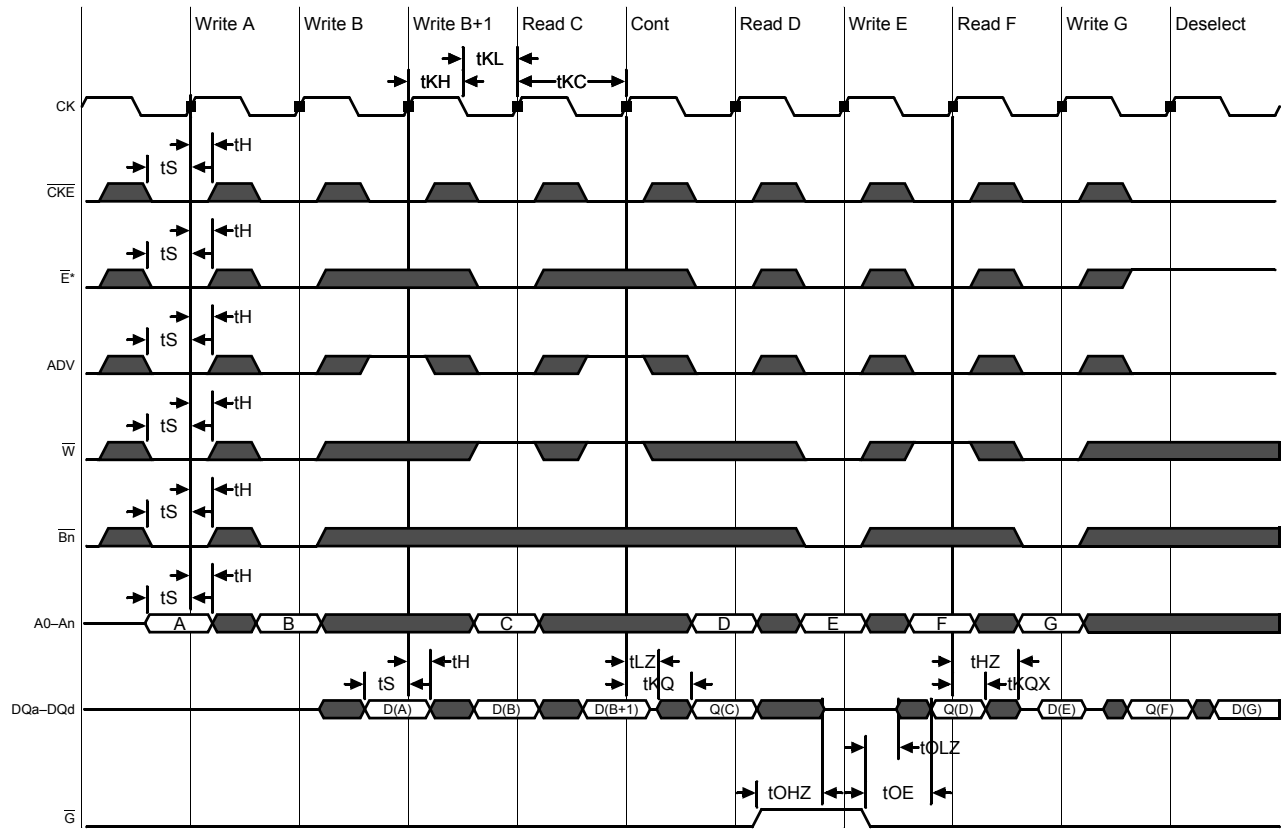 Write A Write B Write B+1 Read C Cont Read D Write E Read F Write G Deselect
tKL
tKH tKC
CK
tH
tS
CKE
tH
tS
E*
tH
tS
ADV
tH
tS
W
tH
tS
Bn
tH
tS
A0–An A B C D E F G
tH tLZ tHZ
tS tKQ tKQX
DQa–DQd D(A) D(B) D(B+1) Q(C) Q(D) D(E) Q(F) D(G)
tOLZ
tOHZ tOE
G